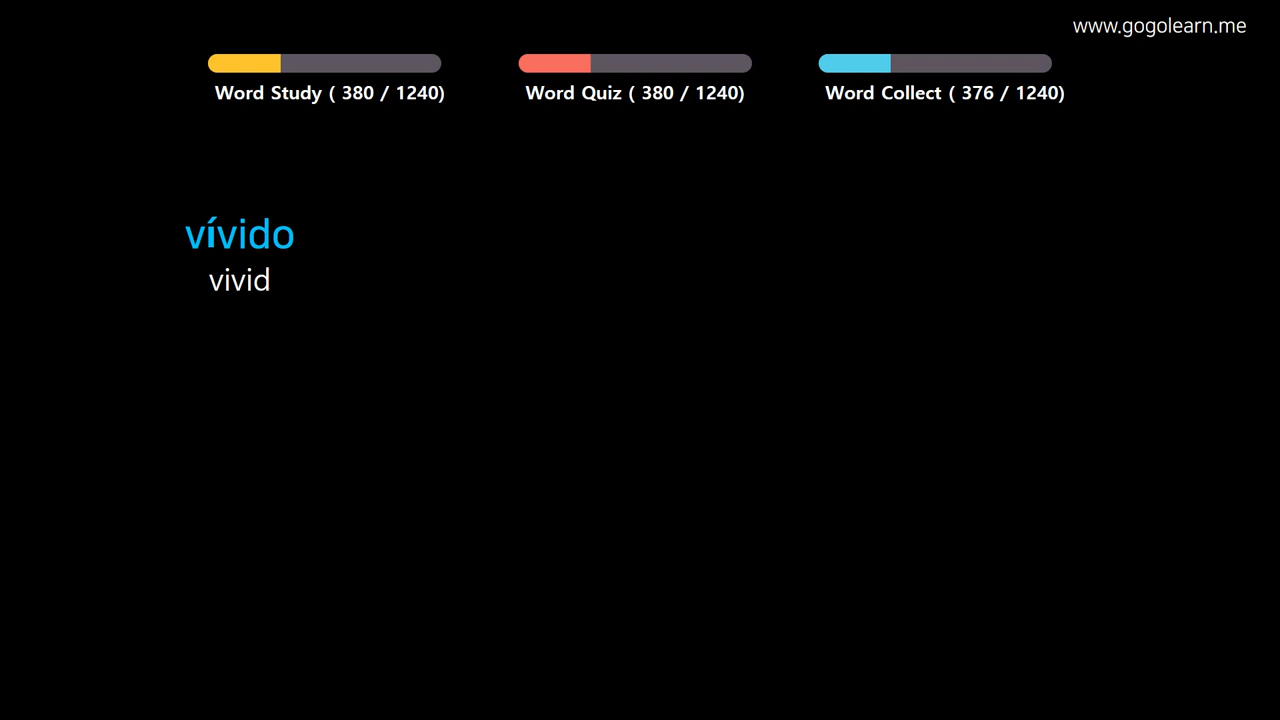 www.gogolearn.me
Word Study ( 380 / 1240)
Word Quiz ( 380 / 1240)
Word Collect ( 376 / 1240)
vívido
vivid